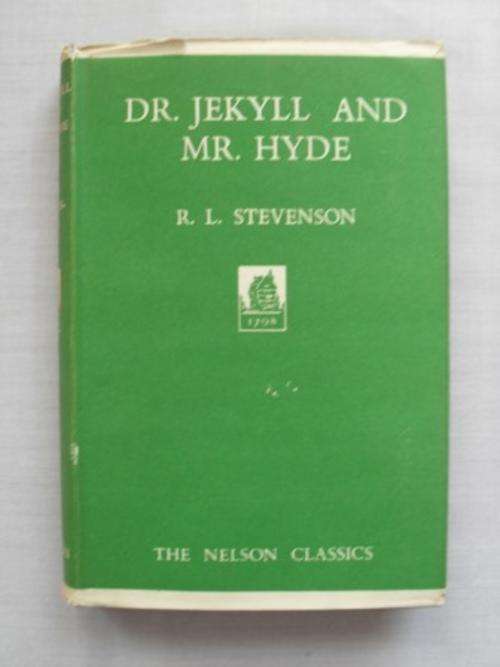 DR. JEKYLL AND
MR. HYDE
R. L. STEVENSON
1798
THE NELSON CLASSICS